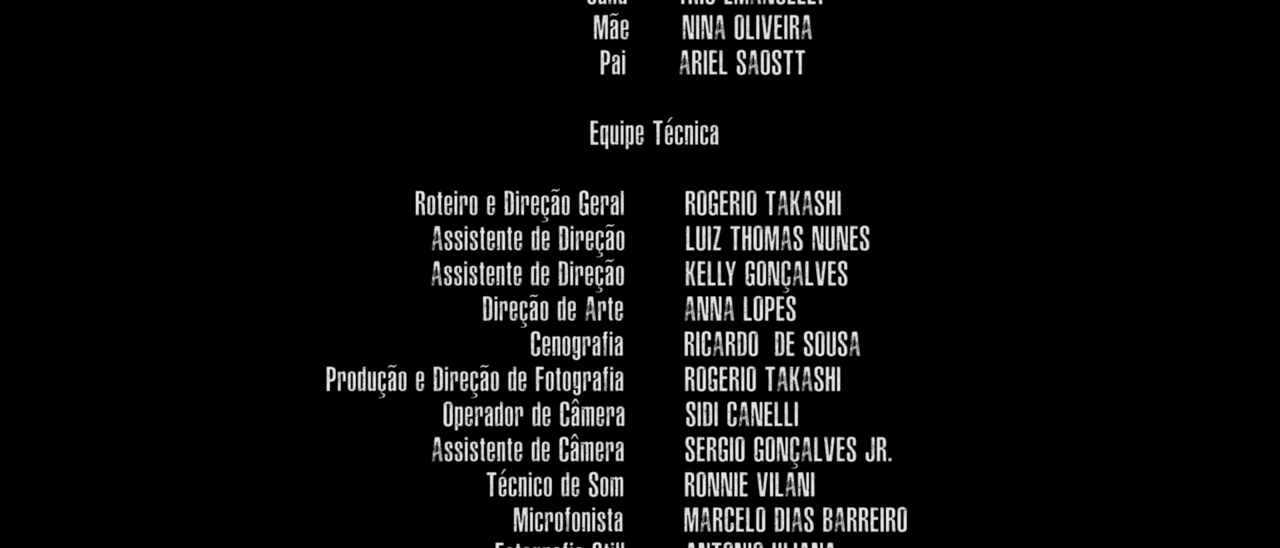 Mãe NINA OLIVEIRA
Pai ARIEL SAOSTT
Equipe Técnica
Roteiro e Direção Geral ROGERIO TAKASHI
Assistente de Direção LUIZ THOMAS NUNES
Assistente de Direção KELLY GONÇALVES
Direção de Arte ANNA LOPES
Cenografia RICARDO DE SOUSA
Produção e Direção de Fotografia ROGERIO TAKASHI
Operador de Câmera SIDI CANELLI
Assistente de Câmera SERGIO GONÇALVES JR.
Técnico de Som RONNIE VILANI
Microfonista MARCELO DIAS BARREIRO
Fotografia Still ANTONIO